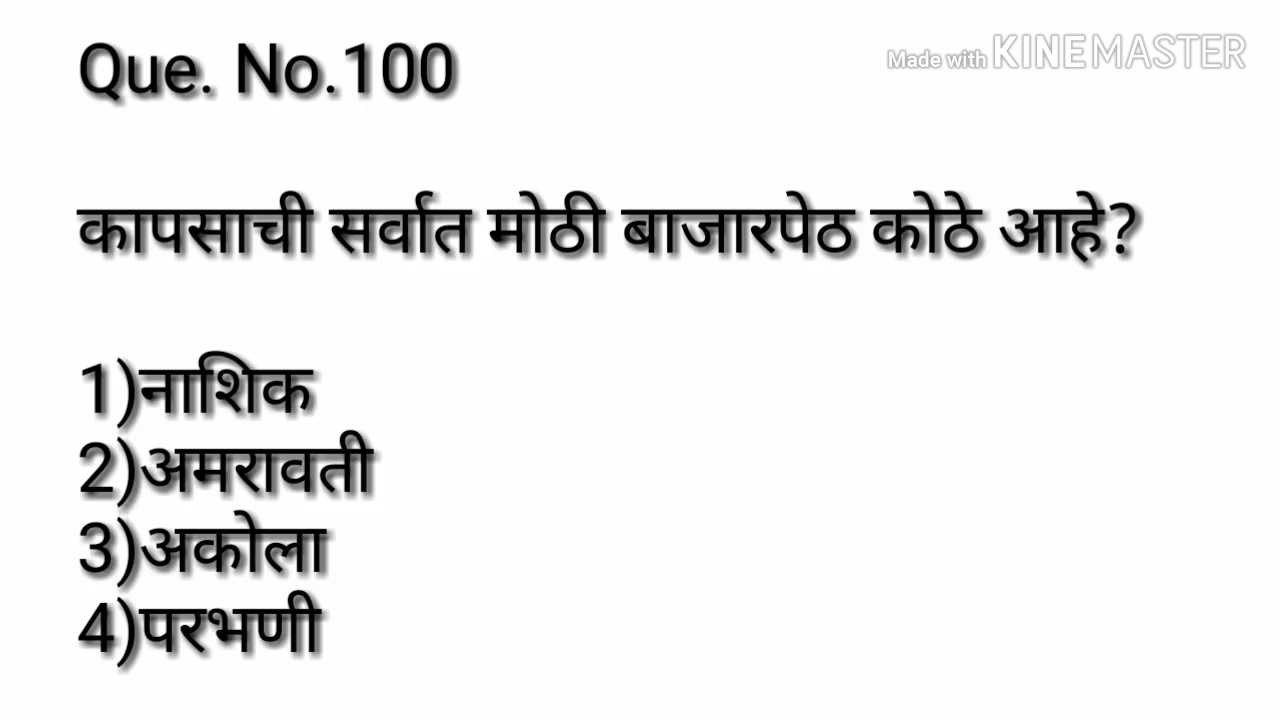 Que. No.100
Made with KINEMASTER
कापसाची सर्वात मोठी बाजारपेठ कोठे आहे?
1)नाशिक
2)अमरावती
3)अकोला
4)परभणी